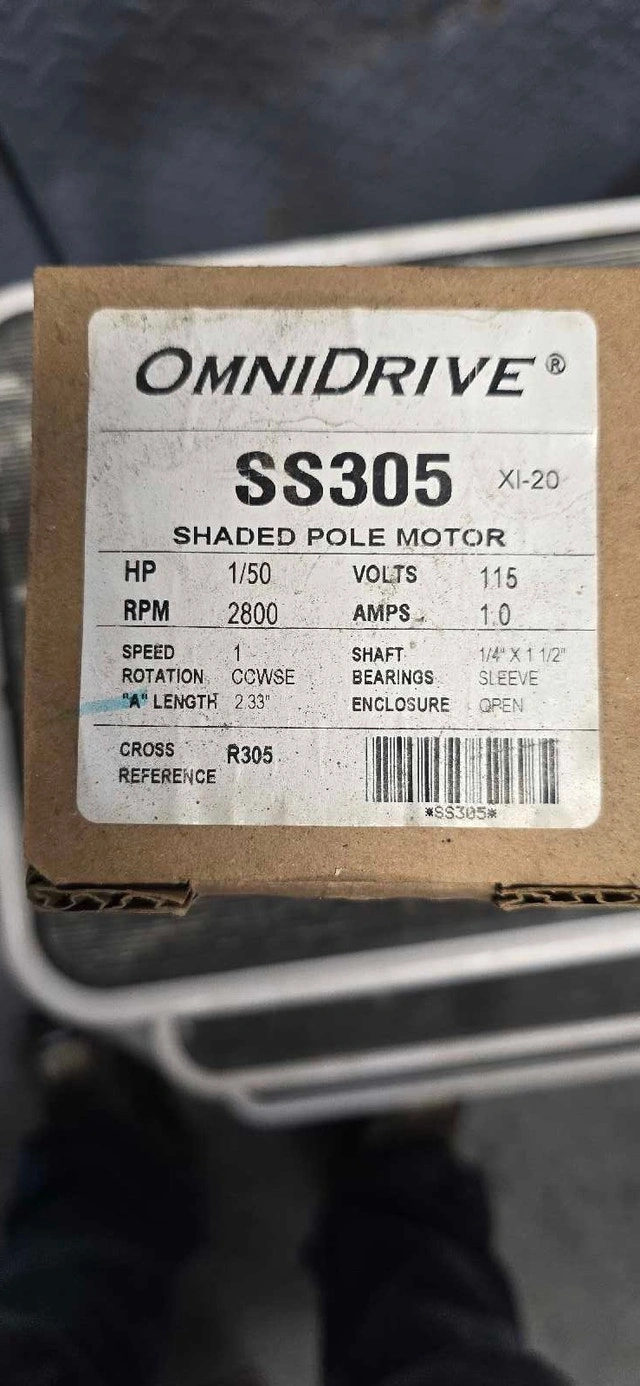 OMNIDRIVE®
SS305 XI-20
SHADED POLE MOTOR
HP 1/50 VOLTS 115
RPM 2800 AMPS 1.0
SPEED 1 SHAFT 1/4" X 1 1/2"
ROTATION CCWSE BEARINGS SLEEVE
"A" LENGTH 2.33" ENCLOSURE OPEN
CROSS REFERENCE R305
*SS305*